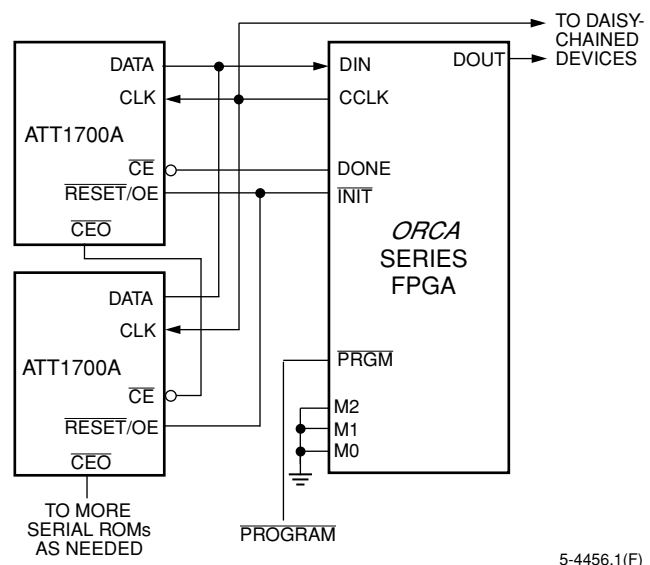 TO DAISY-
CHAINED
DEVICES
DATA
CLK
ATT1700A
CE
RESET/OE
CEO
DIN
DOUT
CCLK
DONE
INIT
ORCA
SERIES
FPGA
PRGM
M2
M1
M0
DATA
CLK
ATT1700A
CE
RESET/OE
CEO
TO MORE
SERIAL ROMs
AS NEEDED
PROGRAM
5-4456.1(F)